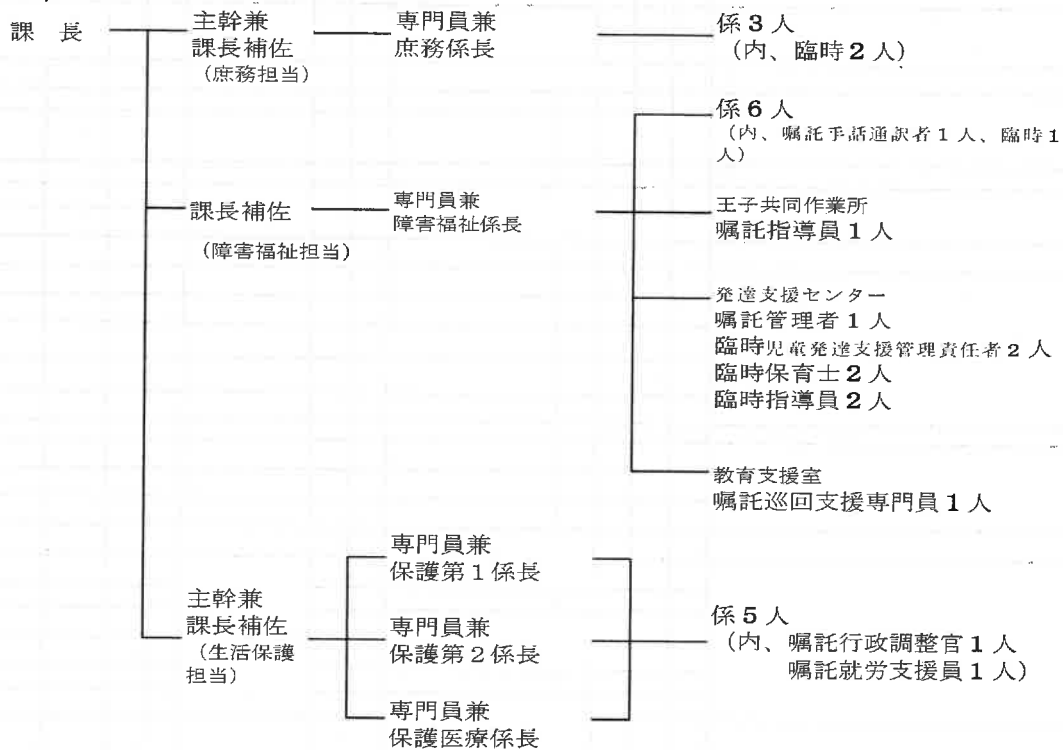 課　長
主幹兼
課長補佐
（庶務担当）
専門員兼
庶務係長
係３人
（内、臨時２人）
課長補佐
（障害福祉担当）
専門員兼
障害福祉係長
係６人
（内、嘱託手話通訳者１人、臨時１
人）
王子共同作業所
嘱託指導員１人
発達支援センター
嘱託管理者１人
臨時児童発達支援管理責任者２人
臨時保育士２人
臨時指導員２人
教育支援室
嘱託巡回支援専門員１人
主幹兼
課長補佐
（生活保護
担当）
専門員兼
保護第１係長
専門員兼
保護第２係長
専門員兼
保護医療係長
係５人
（内、嘱託行政調整官１人
嘱託就労支援員１人）